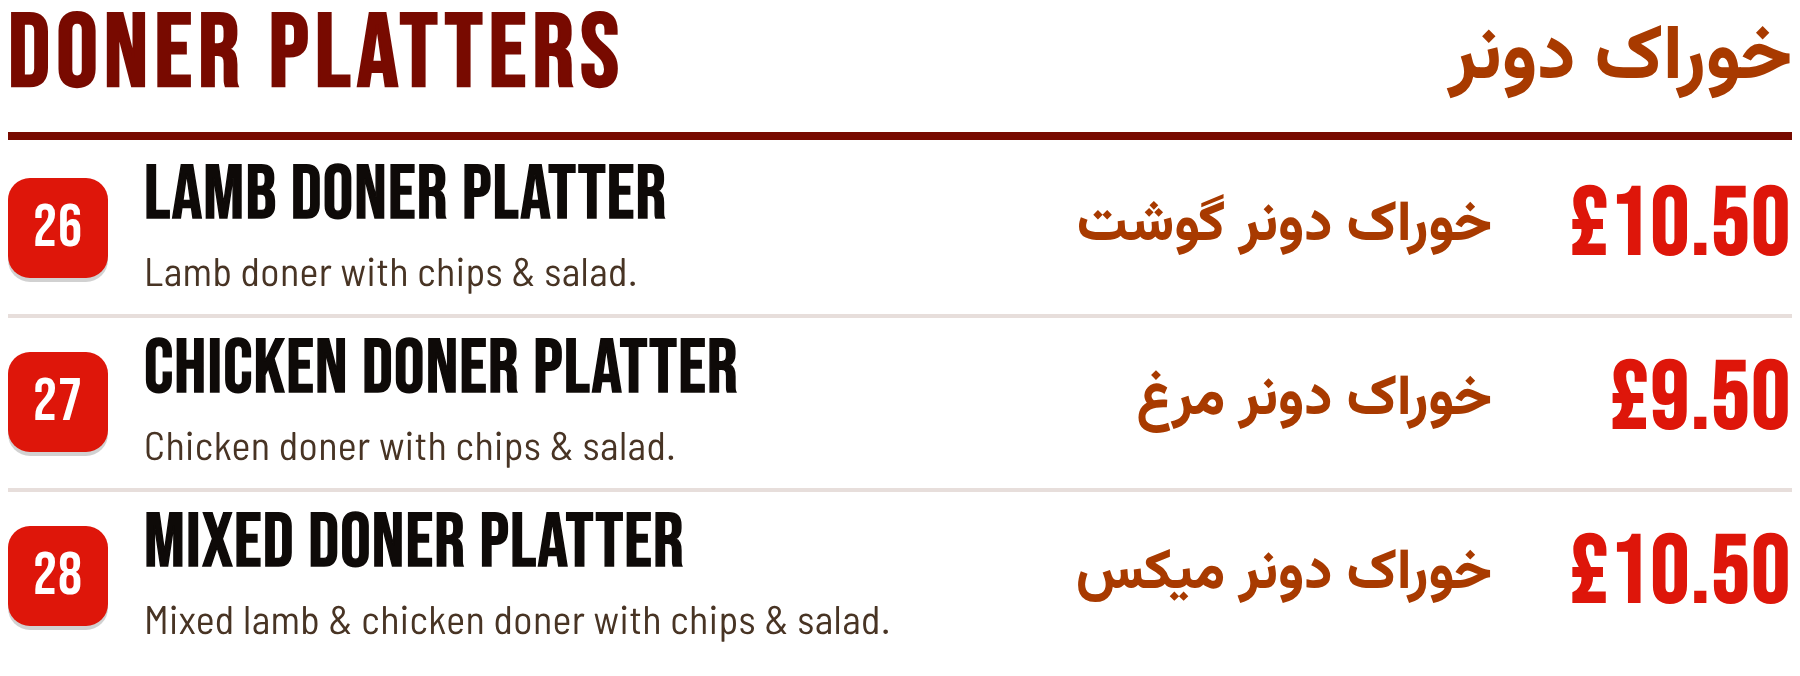 DONER PLATTERS خوراک دونر
26 LAMB DONER PLATTER خوراک دونر گوشت £10.50
Lamb doner with chips & salad.
27 CHICKEN DONER PLATTER خوراک دونر مرغ £9.50
Chicken doner with chips & salad.
28 MIXED DONER PLATTER خوراک دونر میکس £10.50
Mixed lamb & chicken doner with chips & salad.